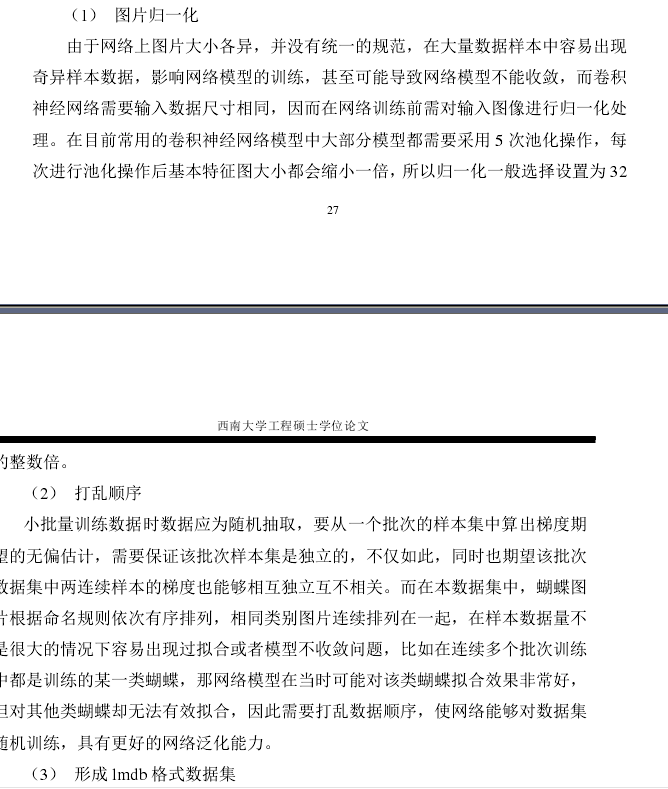 （1） 图片归一化
由于网络上图片大小各异，并没有统一的规范，在大量数据样本中容易出现
奇异样本数据，影响网络模型的训练，甚至可能导致网络模型不能收敛，而卷积
神经网络需要输入数据尺寸相同，因而在网络训练前需对输入图像进行归一化处
理。在目前常用的卷积神经网络模型中大部分模型都需要采用 5 次池化操作，每
次进行池化操作后基本特征图大小都会缩小一倍，所以归一化一般选择设置为 32
27
西南大学工程硕士学位论文
的整数倍。
（2） 打乱顺序
小批量训练数据时数据应为随机抽取，要从一个批次的样本集中算出梯度期
望的无偏估计，需要保证该批次样本集是独立的，不仅如此，同时也期望该批次
数据集中两连续样本的梯度也能够相互独立互不相关。而在本数据集中，蝴蝶图
片根据命名规则依次有序排列，相同类别图片连续排列在一起，在样本数据量不
是很大的情况下容易出现过拟合或者模型不收敛问题，比如在连续多个批次训练
中都是训练的某一类蝴蝶，那网络模型在当时可能对该类蝴蝶拟合效果非常好，
但对其他类蝴蝶却无法有效拟合，因此需要打乱数据顺序，使网络能够对数据集
随机训练，具有更好的网络泛化能力。
（3） 形成 lmdb 格式数据集